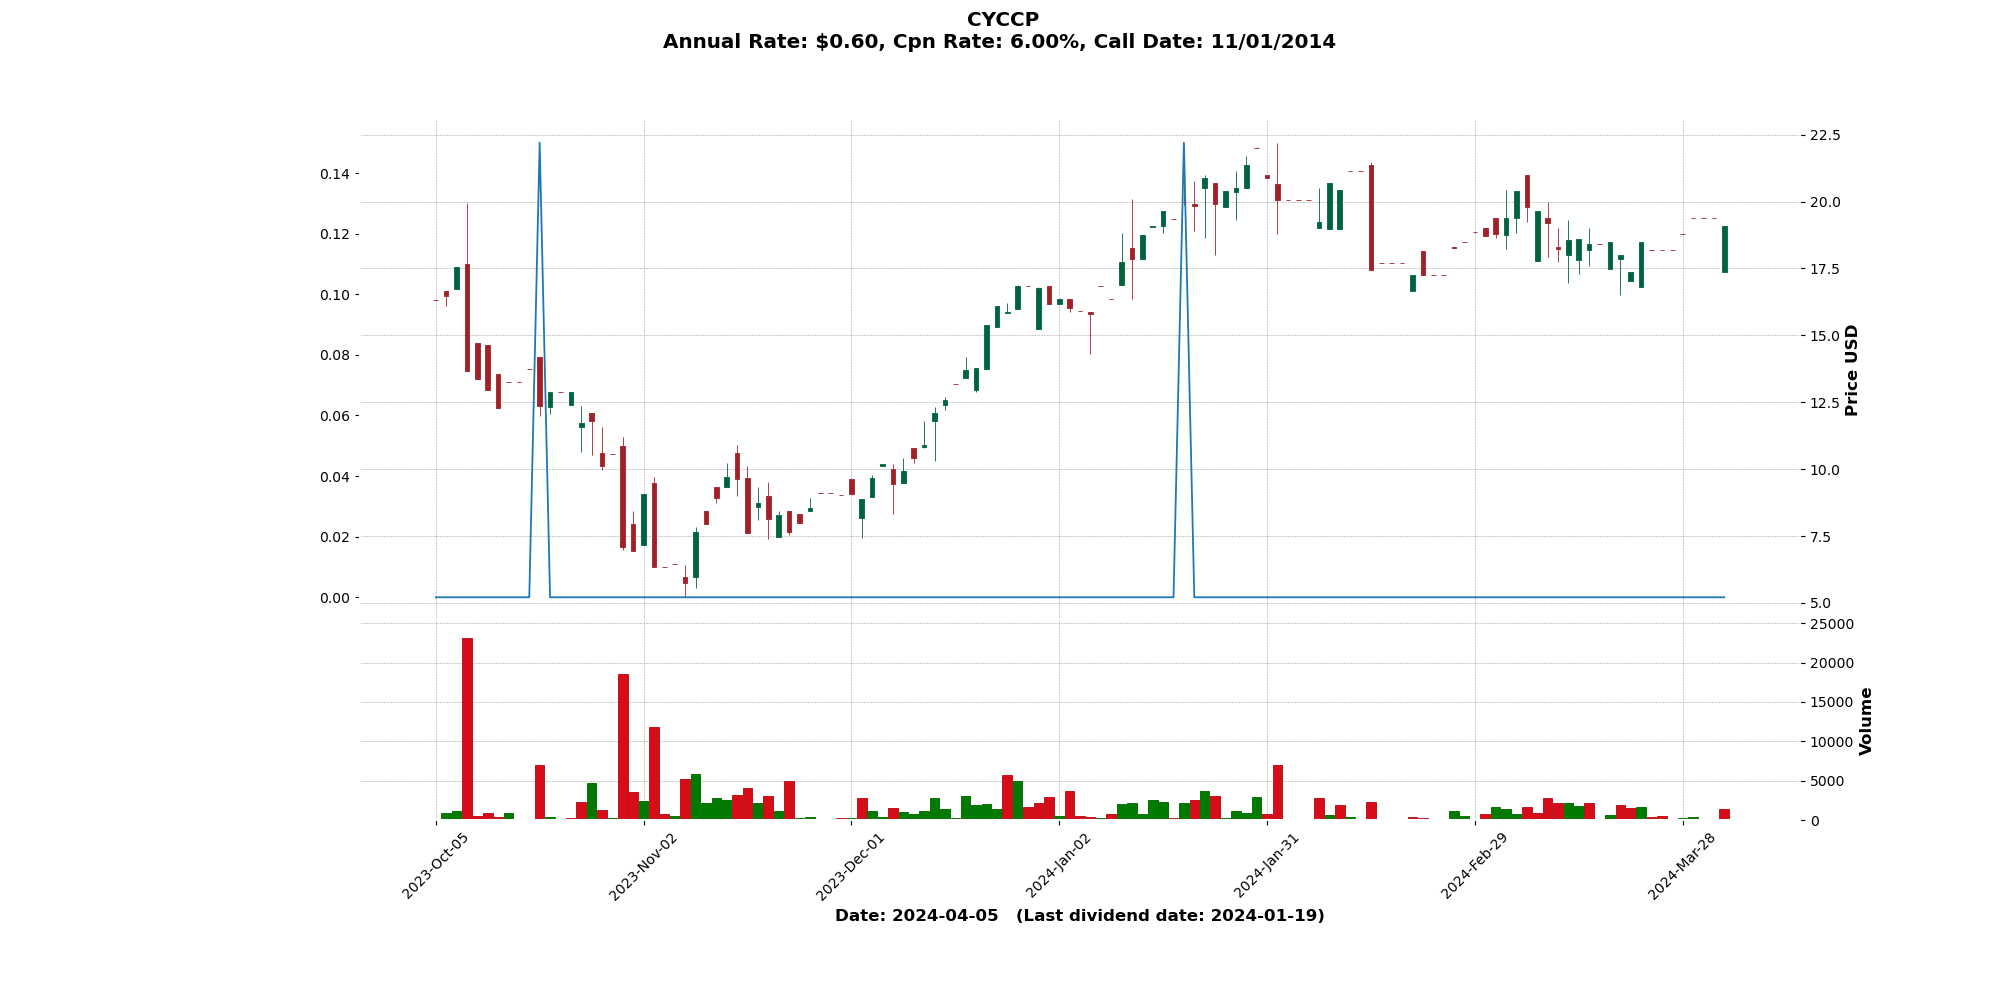 CYCCP
Annual Rate: $0.60, Cpn Rate: 6.00%, Call Date: 11/01/2014
0.14
0.12
0.10
0.08
0.06
0.04
0.02
0.00
22.5
20.0
17.5
15.0
12.5
10.0
7.5
5.0
Price USD
25000
20000
15000
10000
5000
0
Volume
2023-Oct-05
2023-Nov-02
2023-Dec-01
2024-Jan-02
2024-Jan-31
2024-Feb-29
2024-Mar-28
Date: 2024-04-05   (Last dividend date: 2024-01-19)